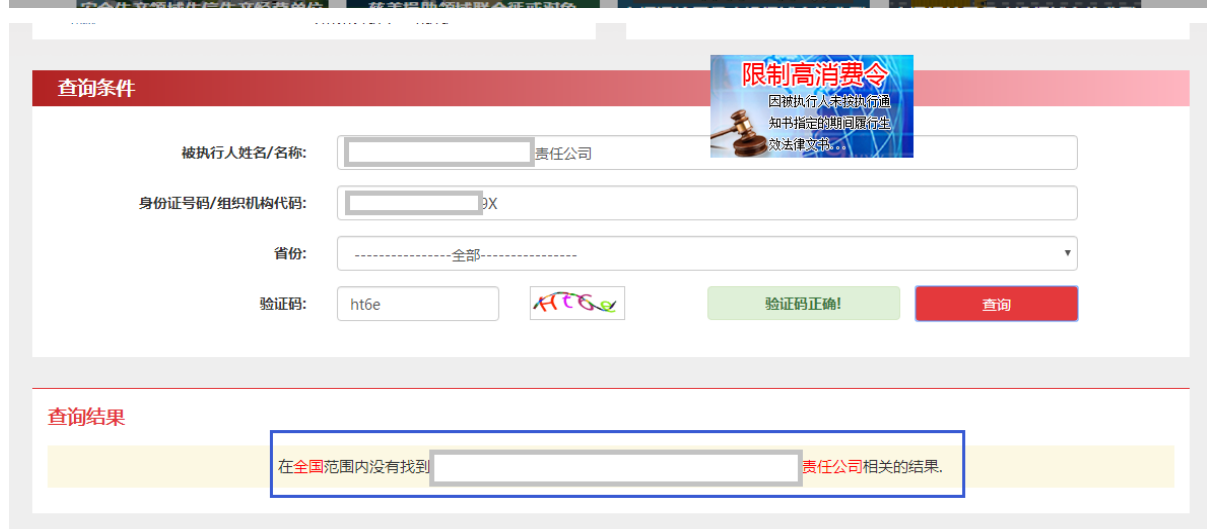 查询条件
限制高消费令
因被执行人未按执行通
知书指定的期间履行生
效法律文书...
被执行人姓名/名称:
责任公司
身份证号码/组织机构代码:
9X
省份:
----------------全部----------------
验证码:
ht6e
Ht6e
验证码正确!
查询
查询结果
在全国范围内没有找到 责任公司相关的结果.